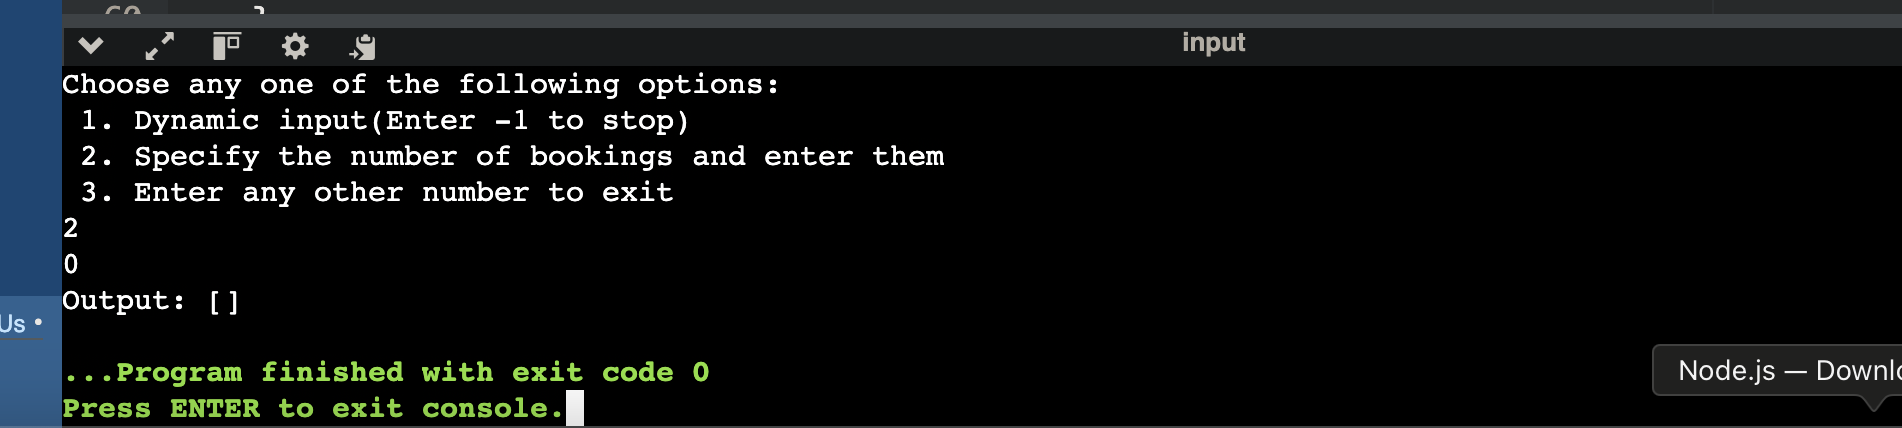 input
Choose any one of the following options:
1. Dynamic input(Enter -1 to stop)
2. Specify the number of bookings and enter them
3. Enter any other number to exit
2
0
Output: []
Us •
...Program finished with exit code 0
Node.js — Downlo
Press ENTER to exit console.